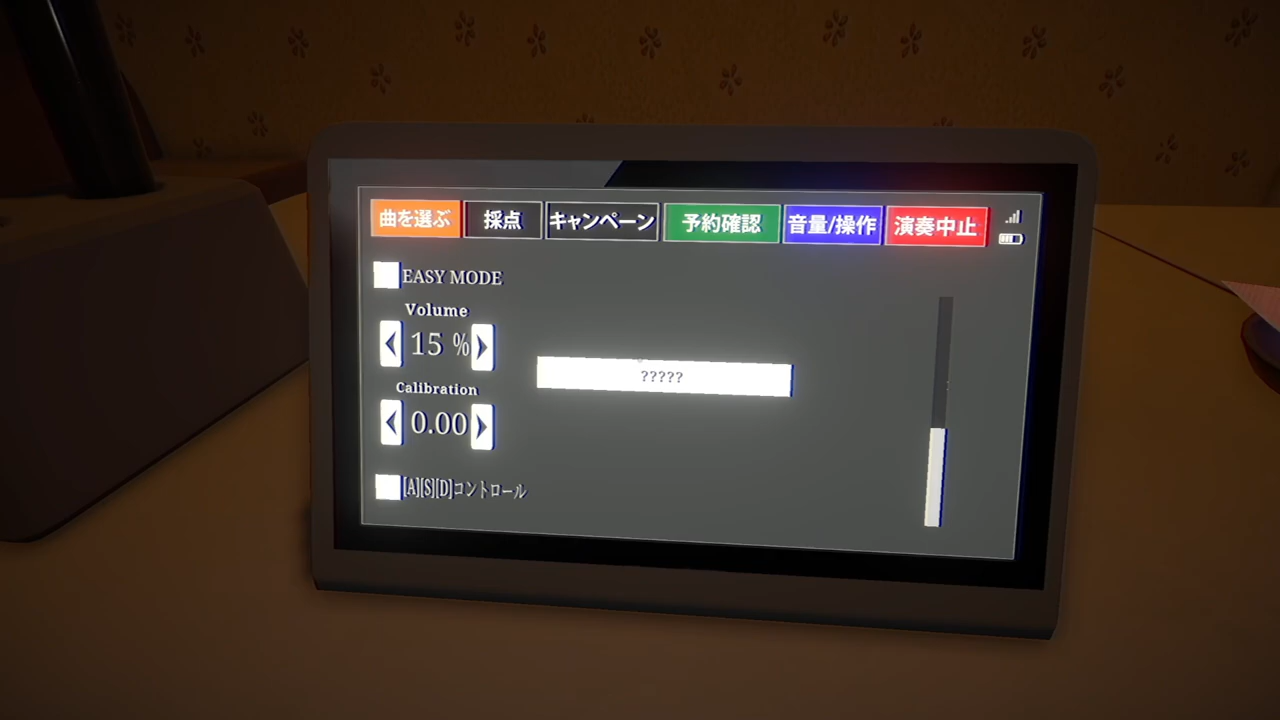 曲を選ぶ 採点 キャンペーン 予約確認 音量/操作 演奏中止
EASY MODE
Volume
15 %
?????
Calibration
0.00
[A][S][D]コントロール